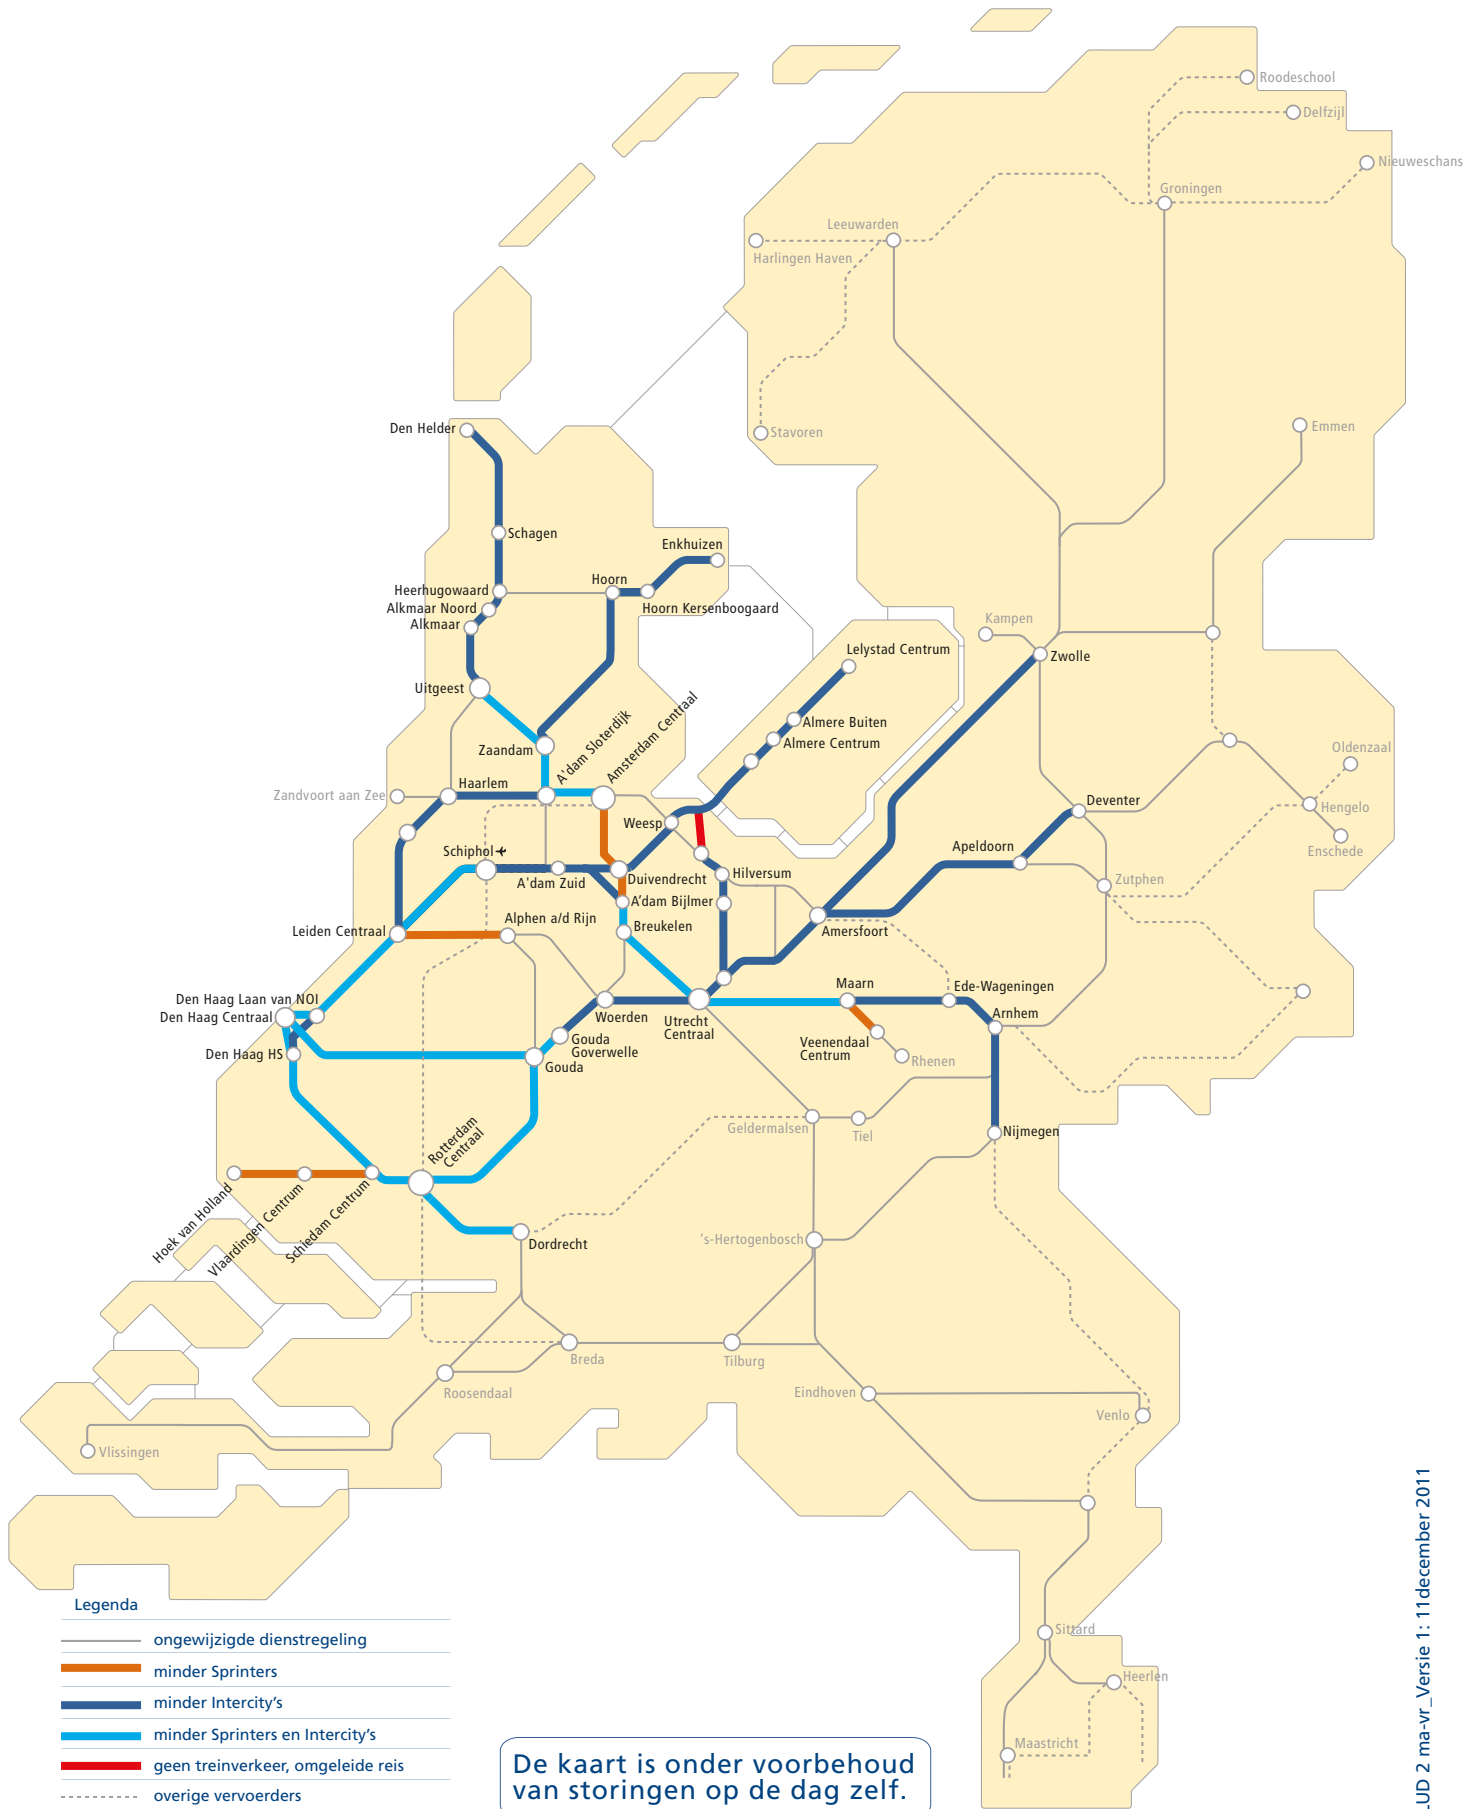 Roodeschool
Delfzijl
Nieuweschans
Groningen
Leeuwarden
Harlingen Haven
Stavoren
Emmen
Den Helder
Schagen
Enkhuizen
Heerhugowaard
Hoorn
Alkmaar Noord
Hoorn Kersenboogaard
Alkmaar
Kampen
Lelystad Centrum
Zwolle
Uitgeest
Almere Buiten
Almere Centrum
Zaandam
A'dam Sloterdijk
Amsterdam Centraal
Oldenzaal
Haarlem
Zandvoort aan Zee
Deventer
Hengelo
Weesp
Enschede
Schiphol
Apeldoorn
A'dam Zuid
Duivendrecht
Hilversum
Zutphen
A'dam Bijlmer
Alphen a/d Rijn
Breukelen
Leiden Centraal
Amersfoort
Maarn
Ede-Wageningen
Den Haag Laan van NOI
Den Haag Centraal
Woerden
Utrecht
Centraal
Arnhem
Den Haag HS
Gouda
Goverwelle
Gouda
Veenendaal
Centrum
Rhenen
Geldermalsen
Tiel
Nijmegen
Rotterdam
Centraal
Hoek van Holland
Vlaardingen Centrum
Schiedam Centrum
Dordrecht
's-Hertogenbosch
Breda
Tilburg
Roosendaal
Eindhoven
Venlo
Vlissingen
Sittard
Heerlen
Maastricht
Legenda
ongewijzigde dienstregeling
minder Sprinters
minder Intercity's
minder Sprinters en Intercity's
geen treinverkeer, omgeleide reis
overige vervoerders
De kaart is onder voorbehoud
van storingen op de dag zelf.
LUD 2 ma-vr_Versie 1: 11december 2011